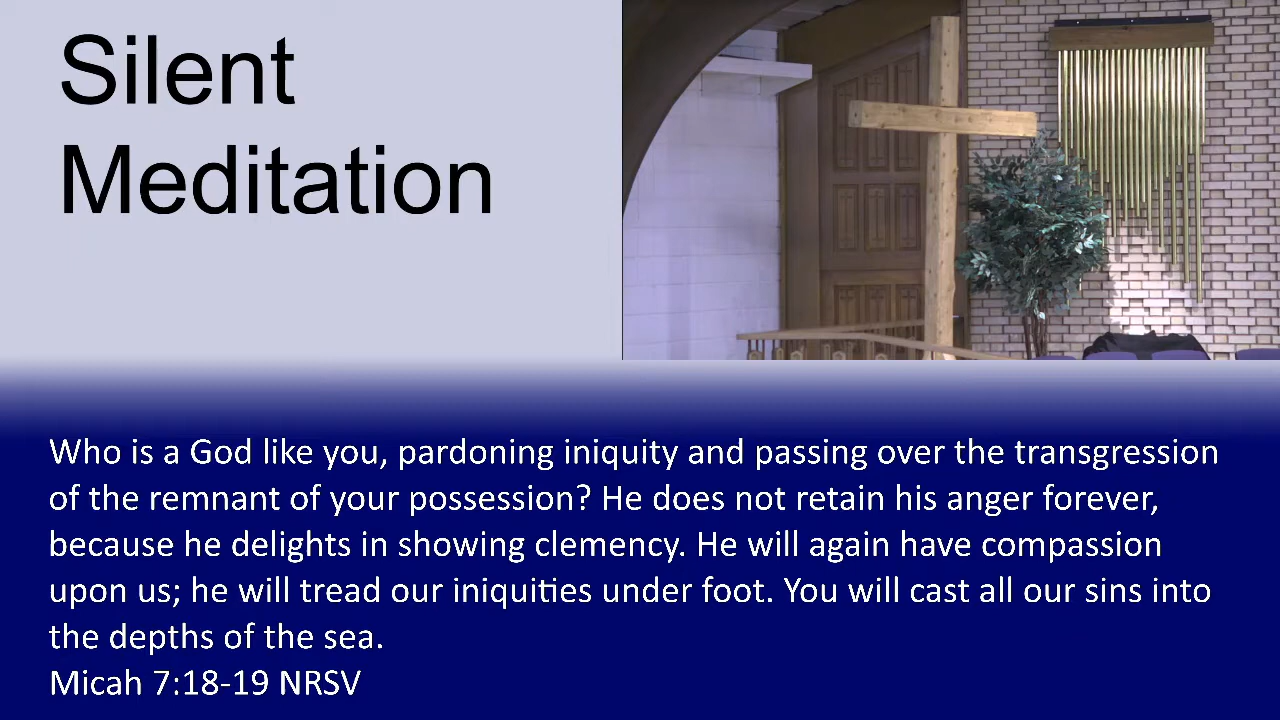 Silent
Meditation
Who is a God like you, pardoning iniquity and passing over the transgression
of the remnant of your possession? He does not retain his anger forever,
because he delights in showing clemency. He will again have compassion
upon us; he will tread our iniquities under foot. You will cast all our sins into
the depths of the sea.
Micah 7:18-19 NRSV